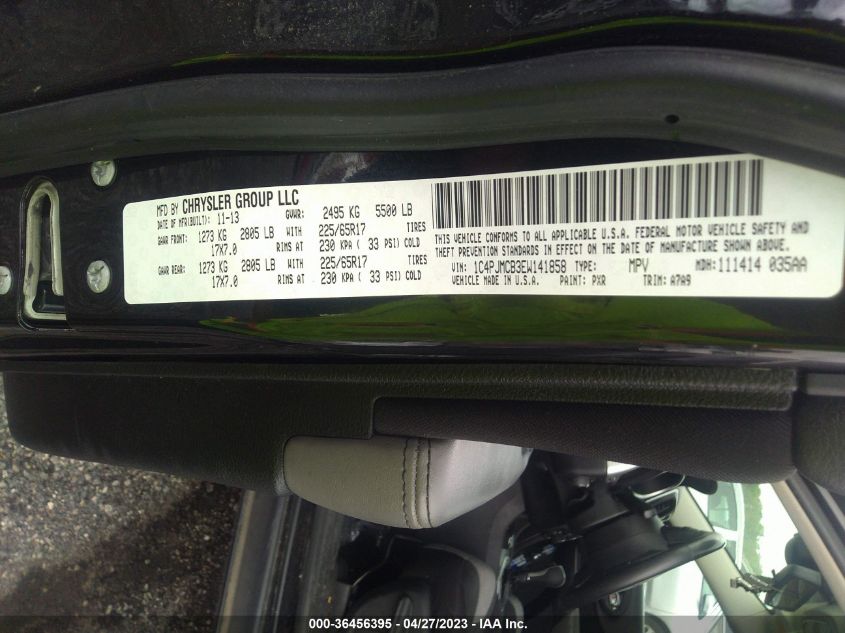 MFD BY CHRYSLER GROUP LLC
DATE OF MFR(BUILT): 11-13 GVWR: 2495 KG 5500 LB
GAWR FRONT: 1273 KG 2805 LB WITH 225/65R17 TIRES
17X7.0 RIMS AT 230 KPA ( 33 PSI) COLD
GAWR REAR: 1273 KG 2805 LB WITH 225/65R17 TIRES
17X7.0 RIMS AT 230 KPA ( 33 PSI) COLD
THIS VEHICLE CONFORMS TO ALL APPLICABLE U.S.A. FEDERAL MOTOR VEHICLE SAFETY AND
THEFT PREVENTION STANDARDS IN EFFECT ON THE DATE OF MANUFACTURE SHOWN ABOVE.
VIN: 1C4PJMCB3EW141858 TYPE: MPV MDH: 111414 035AA
VEHICLE MADE IN U.S.A. PAINT: PXR TRIM: A7A9
000-36456395 - 04/27/2023 - IAA Inc.